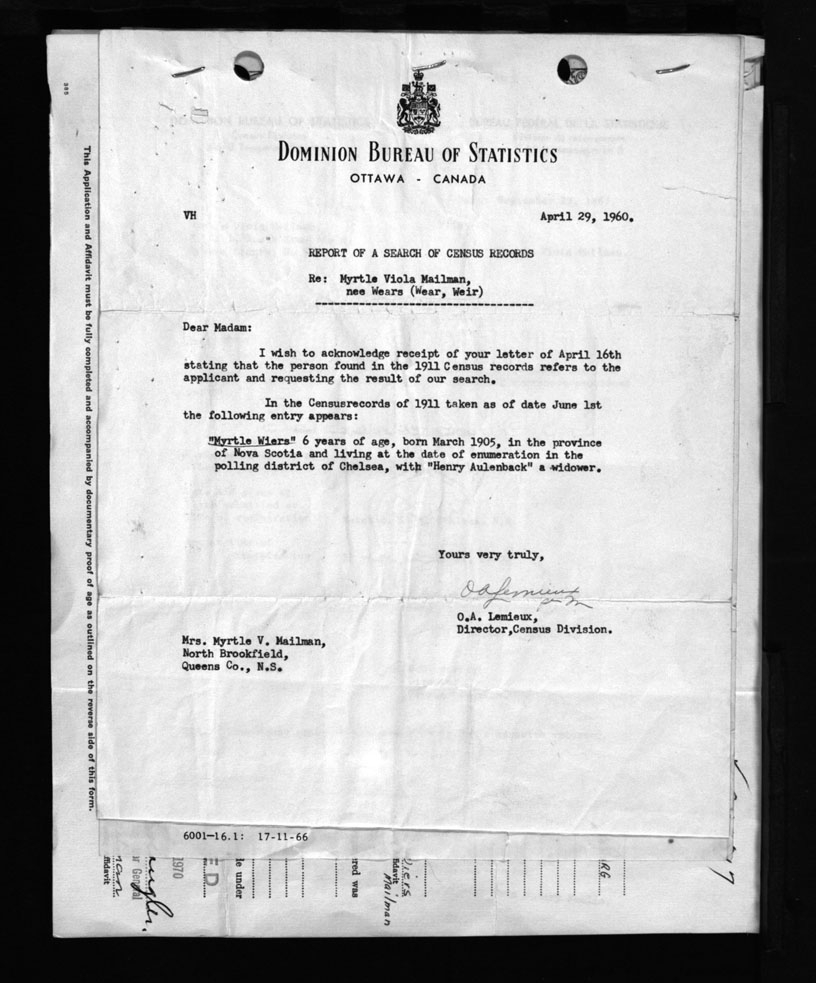 DOMINION BUREAU OF STATISTICS
OTTAWA - CANADA
VH
April 29, 1960.
REPORT OF A SEARCH OF CENSUS RECORDS
Re: Myrtle Viola Mailman,
nee Wears (Wear, Weir)
Dear Madam:
I wish to acknowledge receipt of your letter of April 16th
stating that the person found in the 1911 Census records refers to the
applicant and requesting the result of our search.
In the Censusrecords of 1911 taken as of date June 1st
the following entry appears:
"Myrtle Wiers" 6 years of age, born March 1905, in the province
of Nova Scotia and living at the date of enumeration in the
polling district of Chelsea, with "Henry Aulenback" a widower.
Yours very truly,
O A Lemieux
O.A. Lemieux,
Director,Census Division.
Mrs. Myrtle V. Mailman,
North Brookfield,
Queens Co., N.S.
6001-16.1: 17-11-66
This Application and Affidavit must be fully completed and accompanied by documentary proof of age as outlined on the reverse side of this form.
1970
le under
red was
Mailman
RG